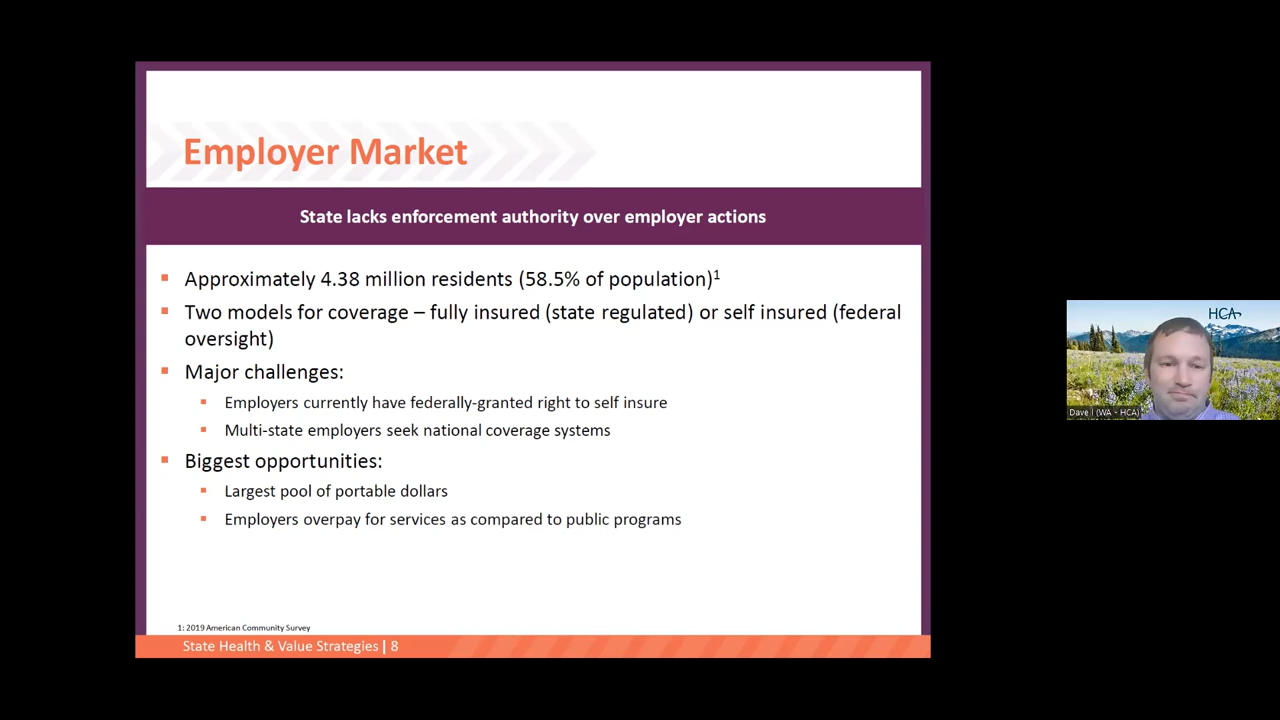 Employer Market
State lacks enforcement authority over employer actions
Approximately 4.38 million residents (58.5% of population)1
Two models for coverage – fully insured (state regulated) or self insured (federal
oversight)
Major challenges:
Employers currently have federally-granted right to self insure
Multi-state employers seek national coverage systems
Biggest opportunities:
Largest pool of portable dollars
Employers overpay for services as compared to public programs
1: 2019 American Community Survey
State Health & Value Strategies | 8
HCA
Dave I (WA - HCA)